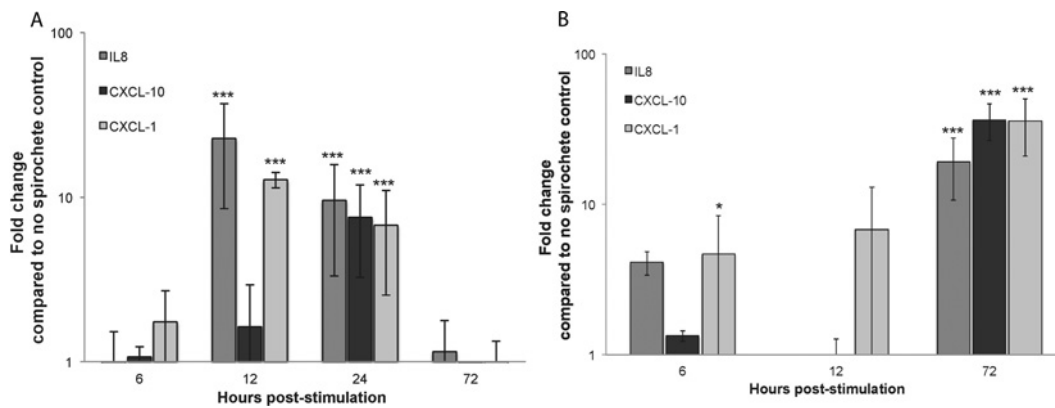 A
Fold change
compared to no spirochete control
100
10
1
IL8
CXCL-10
CXCL-1
***
***
***
***
***
6
12
24
72
Hours post-stimulation
B
Fold change
compared to no spirochete control
100
10
1
IL8
CXCL-10
CXCL-1
*
***
***
***
6
12
72
Hours post-stimulation